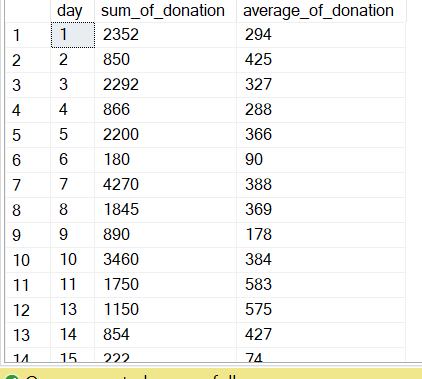 day sum_of_donation average_of_donation
1 1 2352 294
2 2 850 425
3 3 2292 327
4 4 866 288
5 5 2200 366
6 6 180 90
7 7 4270 388
8 8 1845 369
9 9 890 178
10 10 3460 384
11 11 1750 583
12 13 1150 575
13 14 854 427
14 15 222 74